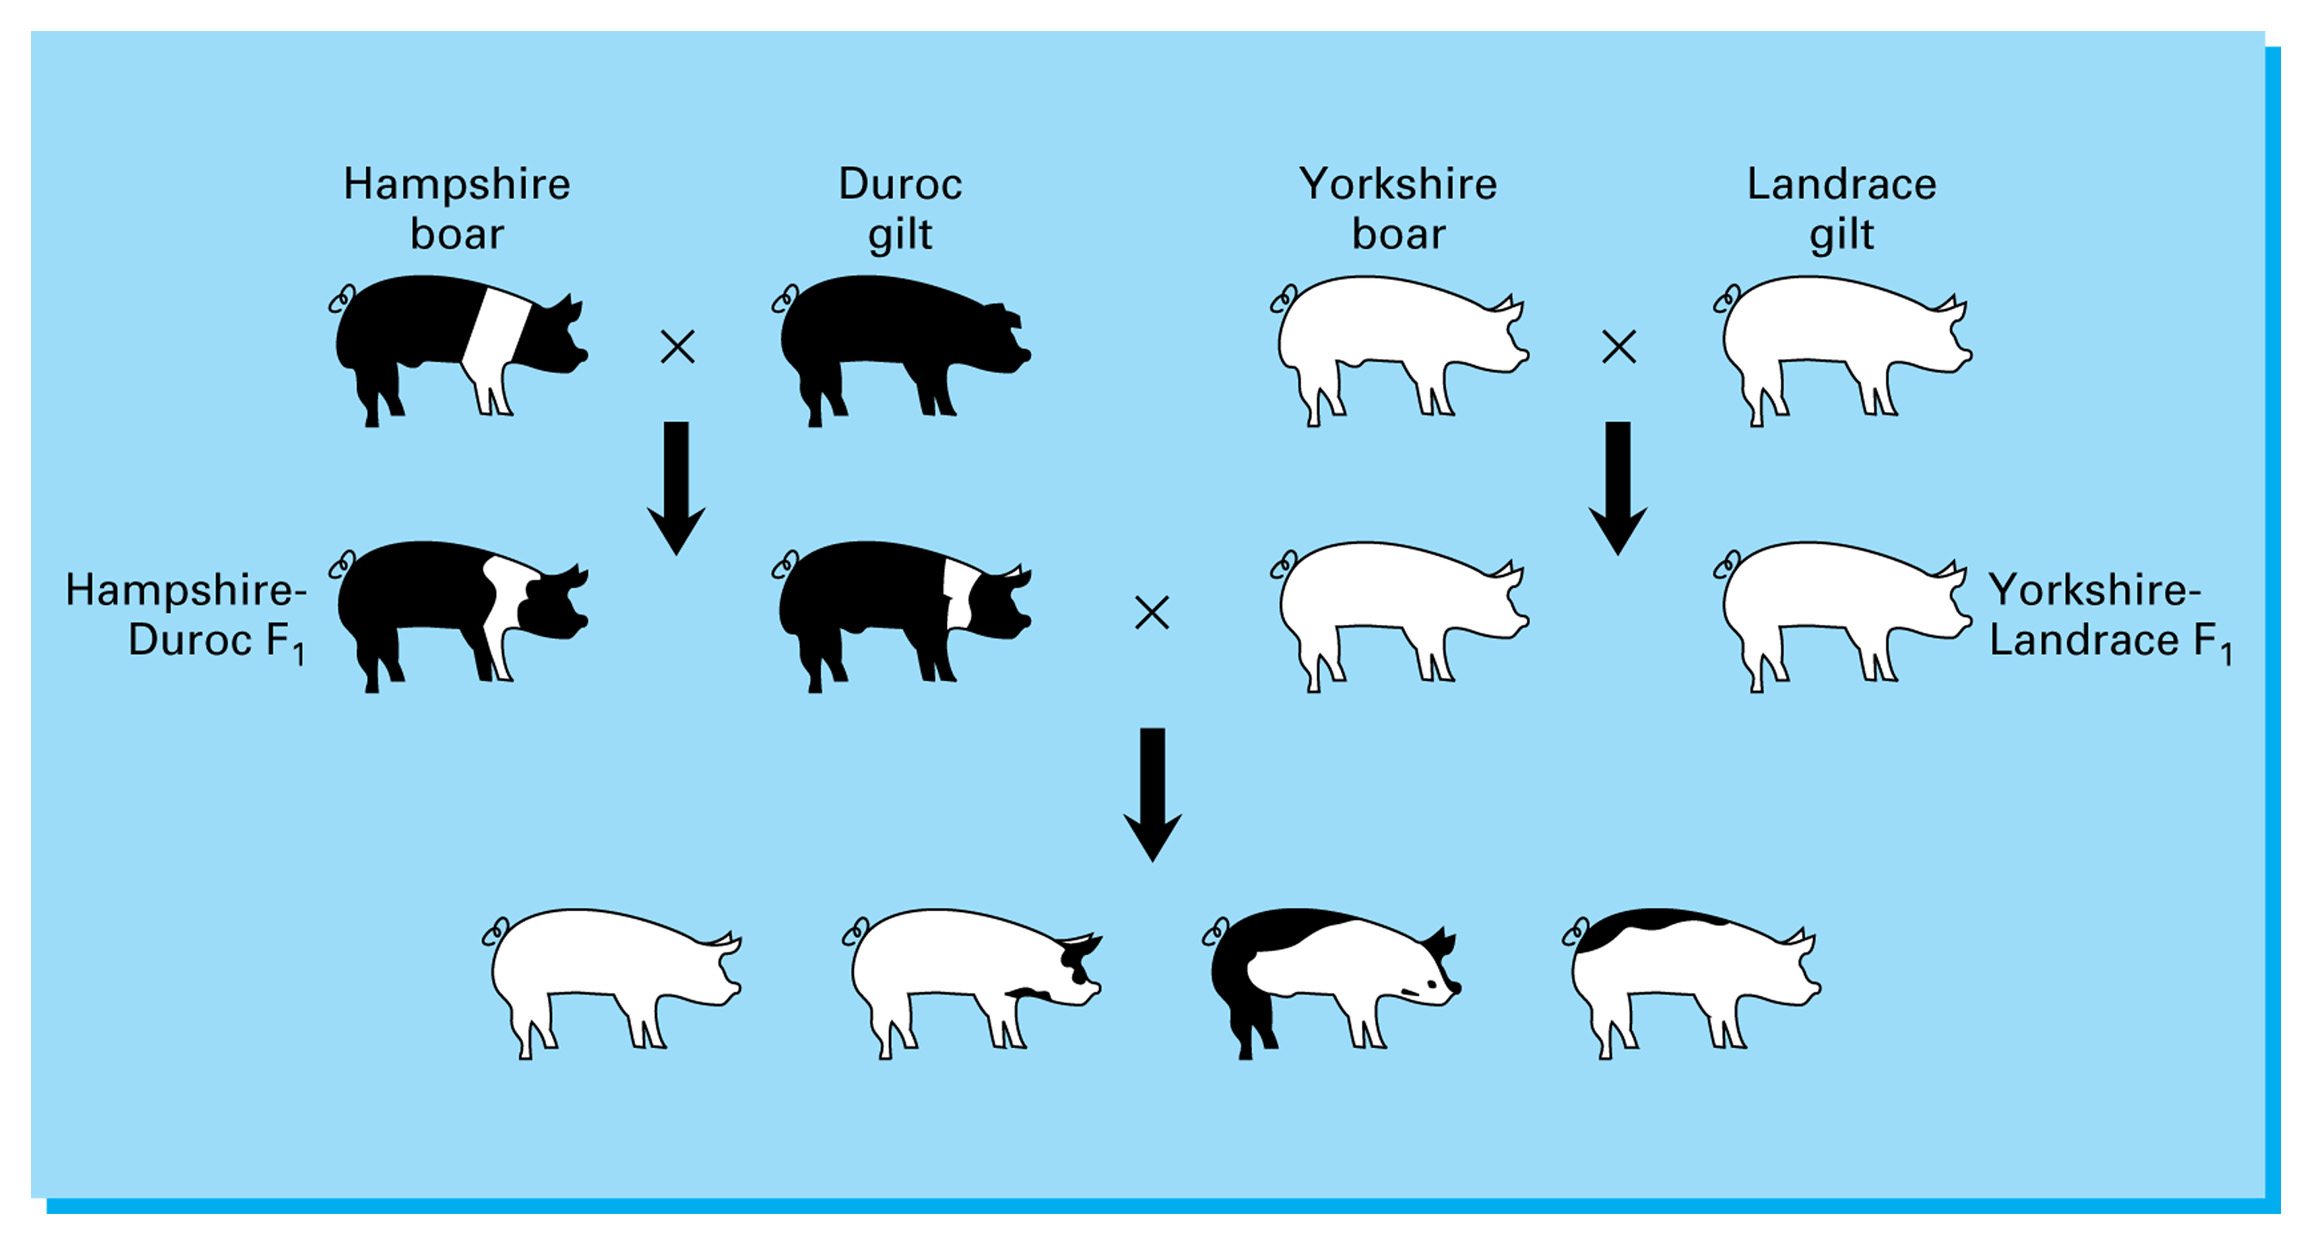 Hampshire
boar
Duroc
gilt
Yorkshire
boar
Landrace
gilt
×
×
Hampshire-
Duroc F₁
×
Yorkshire-
Landrace F₁